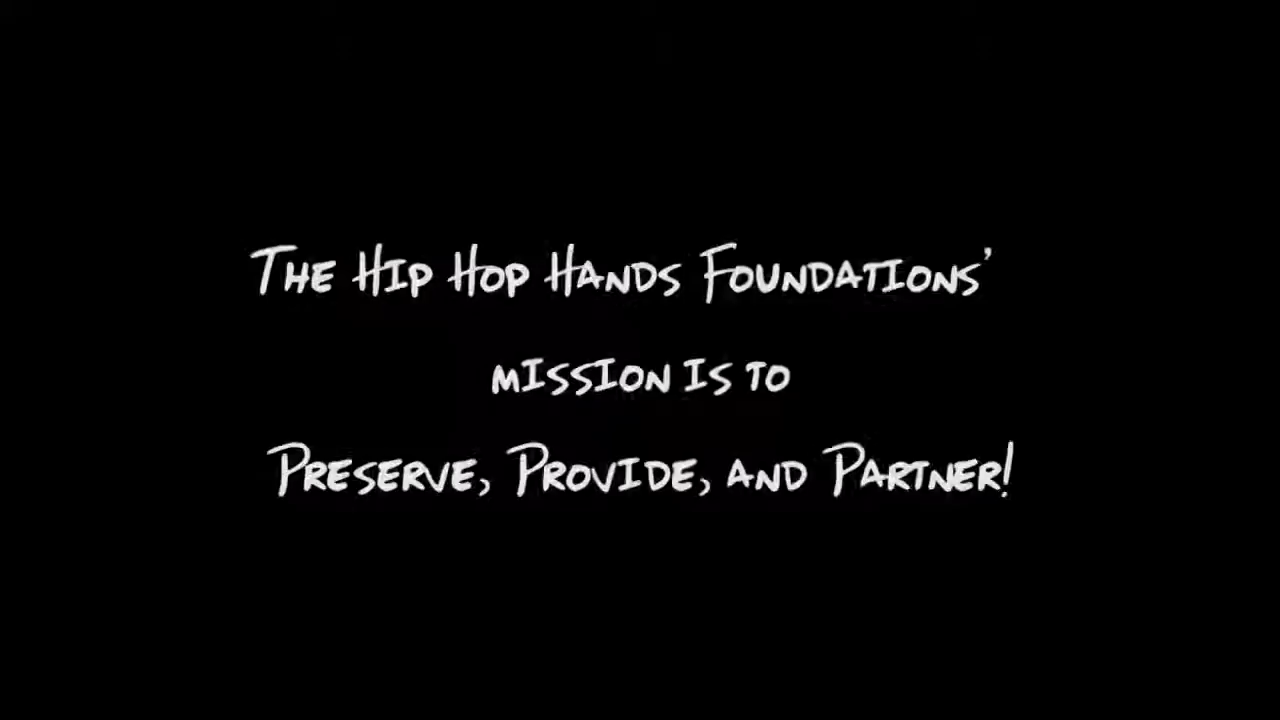 The Hip Hop Hands Foundations'
mission is to
Preserve, Provide, and Partner!